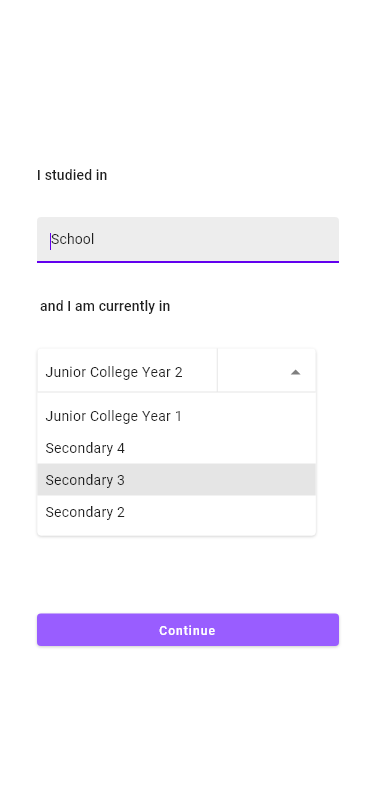 I studied in
School
and I am currently in
Junior College Year 2
Junior College Year 1
Secondary 4
Secondary 3
Secondary 2
Continue